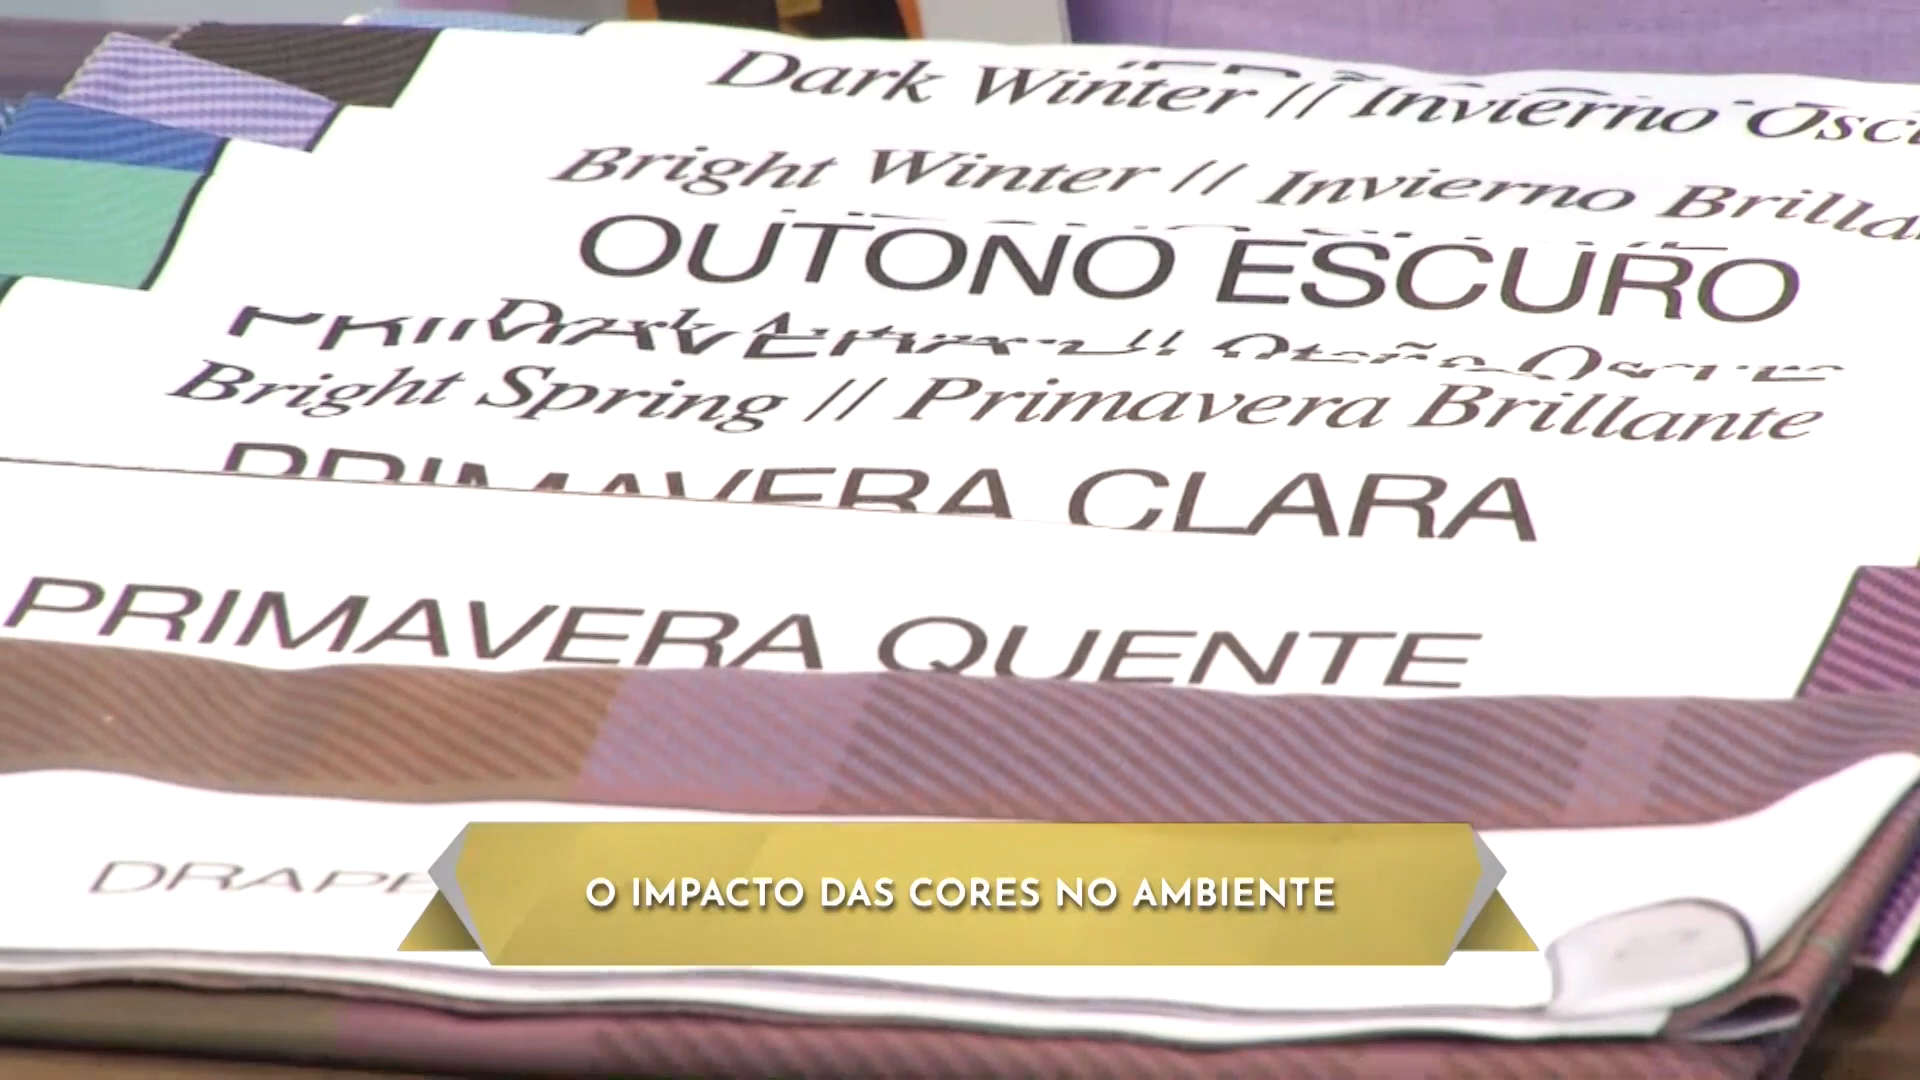 Dark Winter // Invierno
Bright Winter // Invierno
OUTONO ESCURO
Bright Spring // Primavera Brillante
PRIMAVERA CLARA
PRIMAVERA QUENTE
O IMPACTO DAS CORES NO AMBIENTE